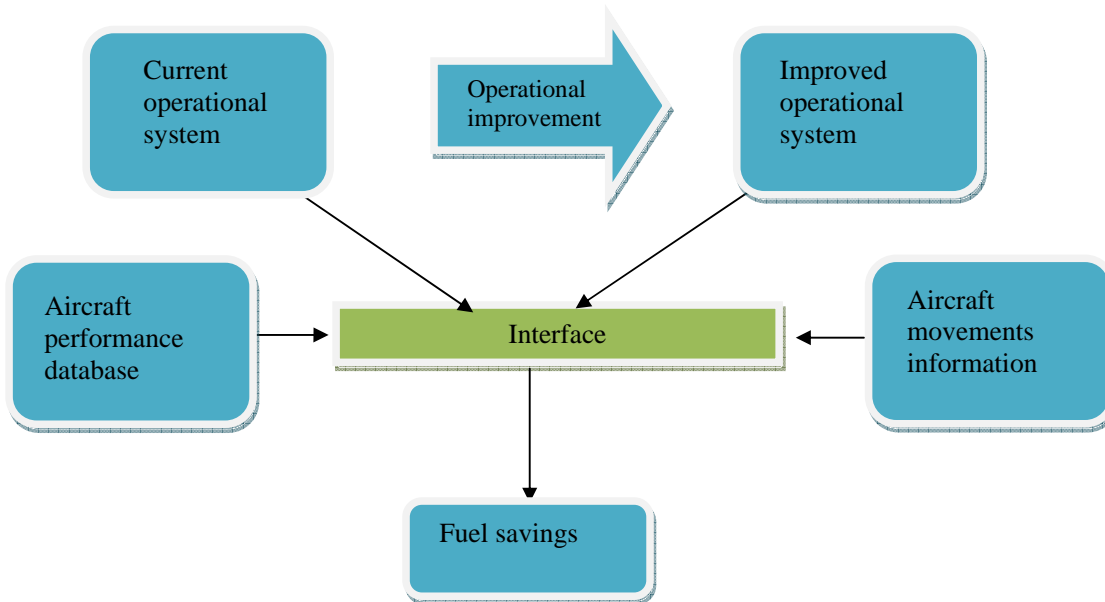 Current
operational
system
Operational
improvement
Improved
operational
system
Aircraft
performance
database
Interface
Aircraft
movements
information
Fuel savings